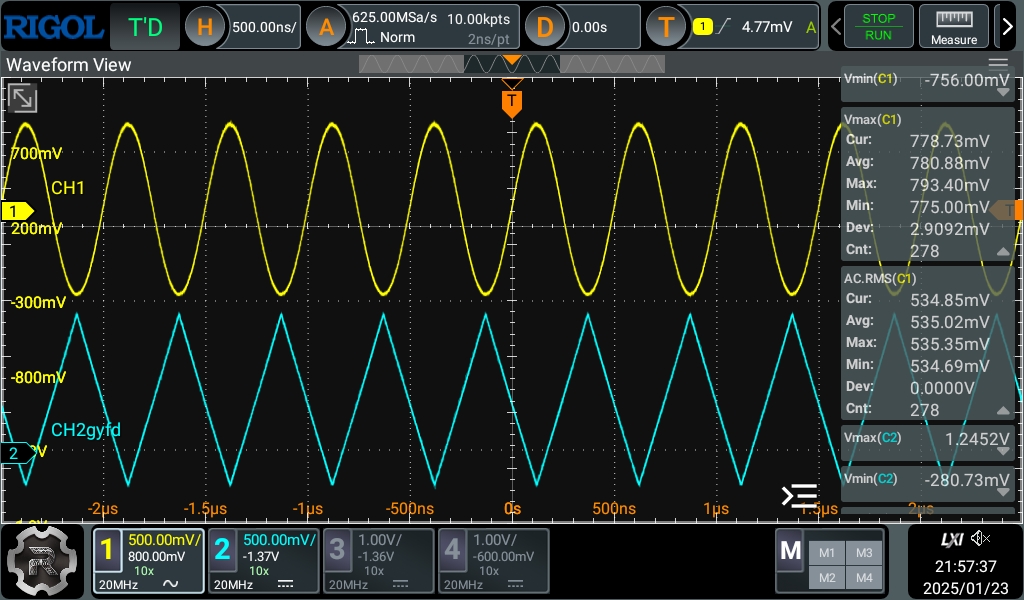 RIGOL T'D H 500.00ns/ A 625.00MSa/s 10.00kpts D 0.00s T 1 4.77mV A STOP
Norm 2ns/pt RUN Measure
Waveform View
Vmin(C1) -756.00mV
T
Vmax(C1)
Cur: 778.73mV
700mV
Avg: 780.88mV
CH1
Max: 793.40mV
1
Min: 775.00mV
T
200mV
Dev: 2.9092mV
Cnt: 278
AC.RMS(C1)
-300mV
Cur: 534.85mV
Avg: 535.02mV
Max: 535.35mV
Min: 534.69mV
-800mV
Dev: 0.0000V
Cnt: 278
CH2gyfd
Vmax(C2) 1.2452V
2
Vmin(C2) -280.73mV
-2µs -1.5µs -1µs -500ns 0s 500ns 1µs 1.5µs 2µs
1 500.00mV/ 2 500.00mV/ 3 1.00V/ 4 1.00V/ M M1 M3 LXI
800.00mV -1.37V -1.36V -600.00mV
10x 10x 10x 10x M2 M4 21:57:37
20MHz 20MHz 20MHz 20MHz 2025/01/23